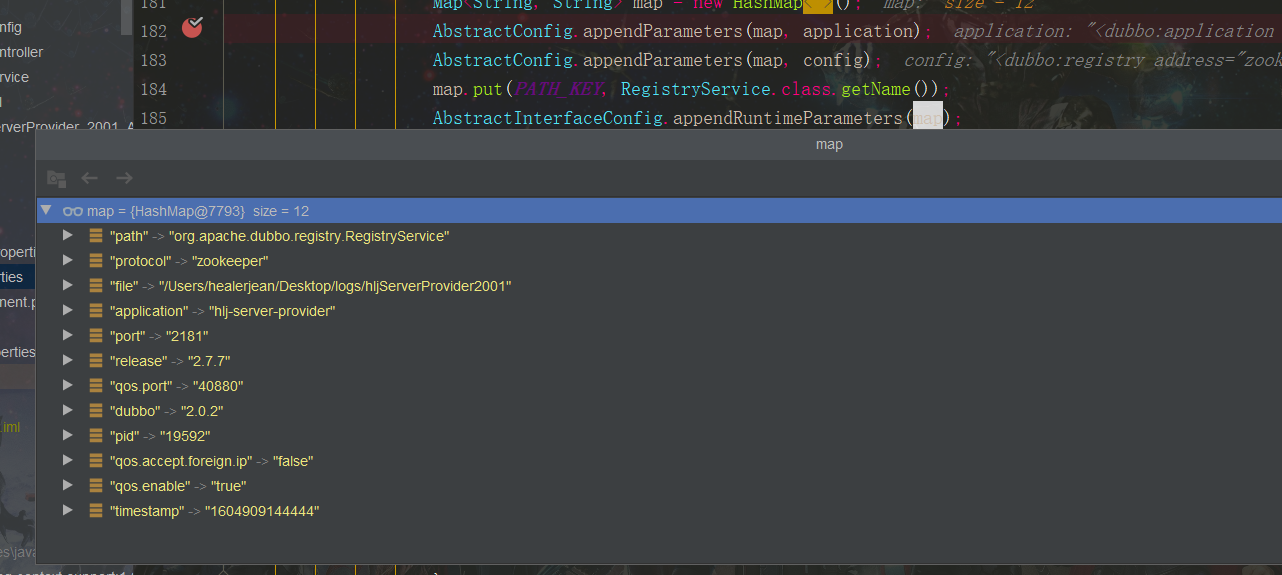 181 Map<String, String> map = new HashMap<>(); map: size = 12
182 AbstractConfig.appendParameters(map, application); application: "<dubbo:application
183 AbstractConfig.appendParameters(map, config); config: "<dubbo:registry address="zook
184 map.put(PATH_KEY, RegistryService.class.getName());
185 AbstractInterfaceConfig.appendRuntimeParameters(map);
nfig
ntroller
rvice
erverProvider_2001_A
map
map = {HashMap@7793} size = 12
"path" -> "org.apache.dubbo.registry.RegistryService"
"protocol" -> "zookeeper"
"file" -> "/Users/healerjean/Desktop/logs/hljServerProvider2001"
"application" -> "hlj-server-provider"
"port" -> "2181"
"release" -> "2.7.7"
"qos.port" -> "40880"
"dubbo" -> "2.0.2"
"pid" -> "19592"
"qos.accept.foreign.ip" -> "false"
"qos.enable" -> "true"
"timestamp" -> "1604909144444"
roperti
ties
ment.p
perties
.iml
es\java